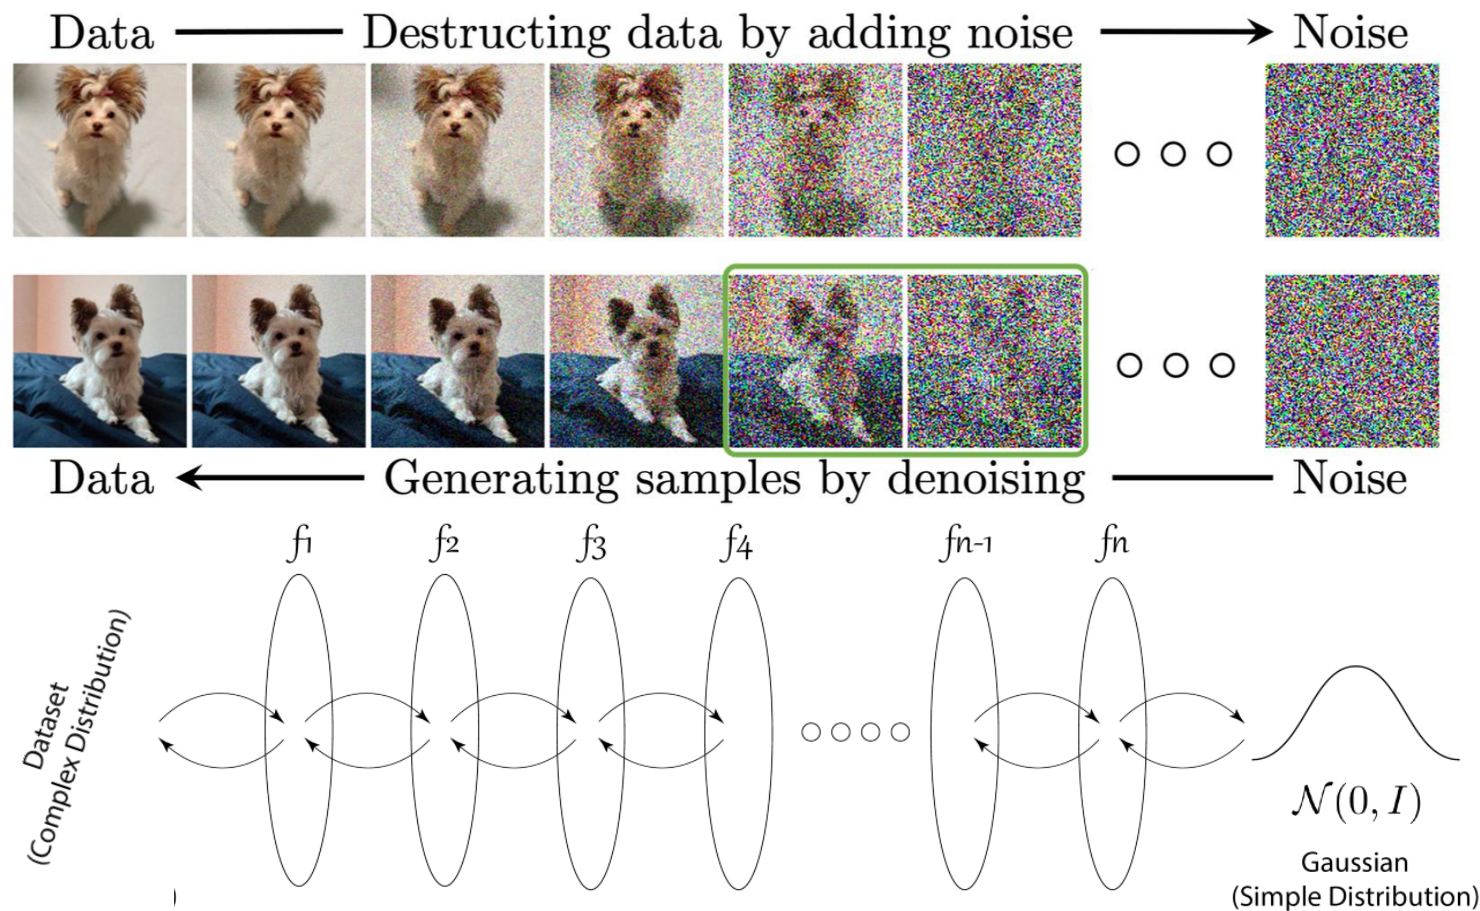 Data Destructing data by adding noise Noise
Data Generating samples by denoising Noise
f1 f2 f3 f4 fn-1 fn
Dataset
(Complex Distribution)
𝒩(0, I)
Gaussian
(Simple Distribution)
)